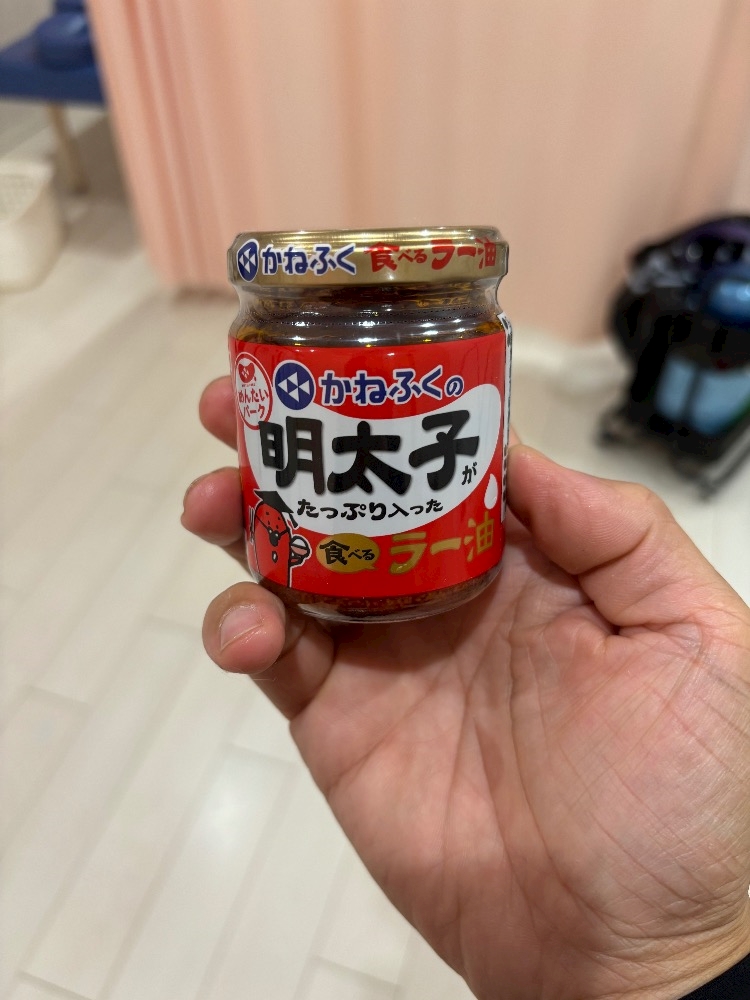 かねふく 食べるラー油
めんたい
パーク
かねふくの
明太子が
たっぷり入った
食べる ラー油